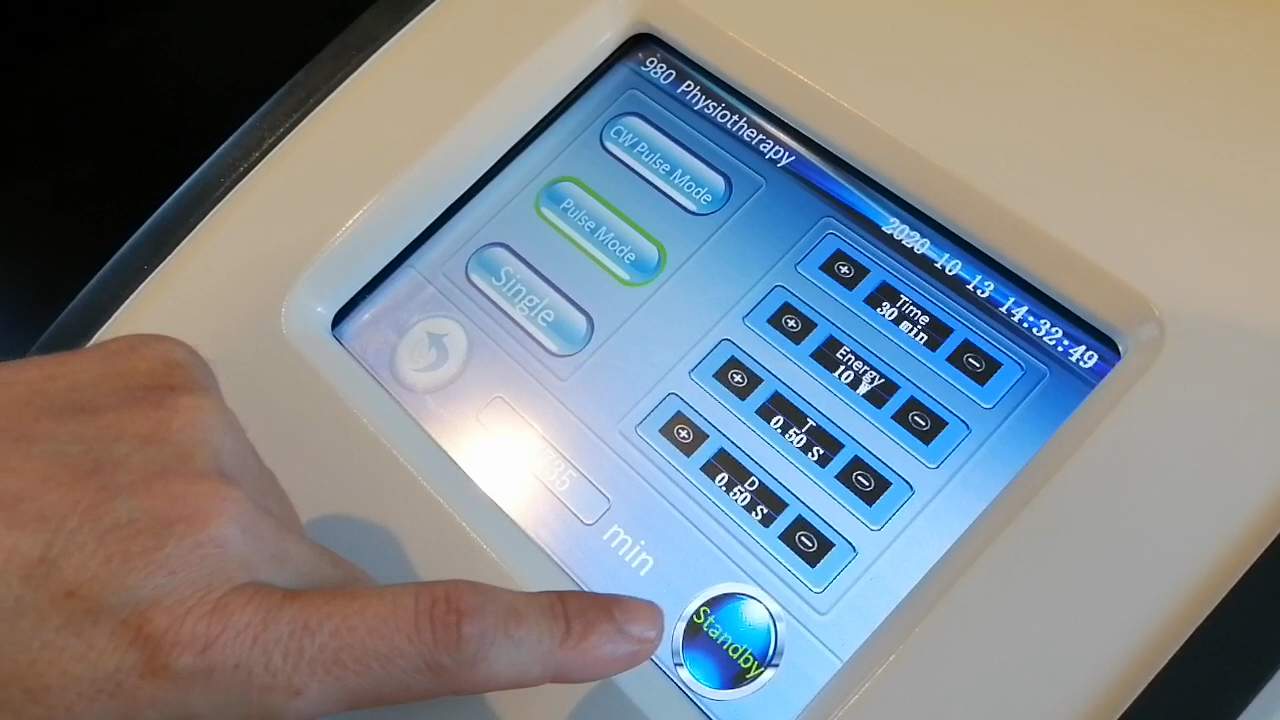 980 Physiotherapy
2020 10 13 14:32:49
CW Pulse Mode
Pulse Mode
Single
Time
30 min
Energy
10 W
T
0.50 S
D
0.50 S
min
Standby